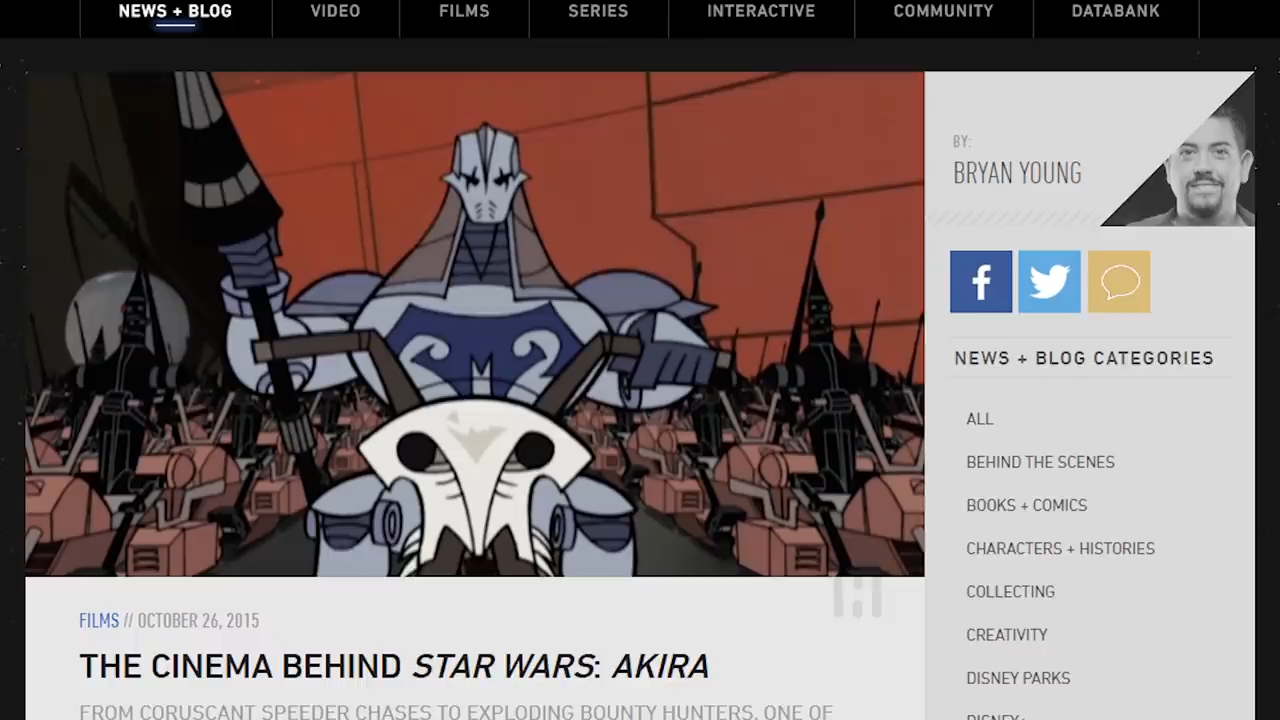 NEWS + BLOG
VIDEO
FILMS
SERIES
INTERACTIVE
COMMUNITY
DATABANK
BY:
BRYAN YOUNG
NEWS + BLOG CATEGORIES
ALL
BEHIND THE SCENES
BOOKS + COMICS
CHARACTERS + HISTORIES
COLLECTING
CREATIVITY
DISNEY PARKS
DISNEY+
FILMS // OCTOBER 26, 2015
THE CINEMA BEHIND STAR WARS: AKIRA
FROM CORUSCANT SPEEDER CHASES TO EXPLODING BOUNTY HUNTERS, ONE OF